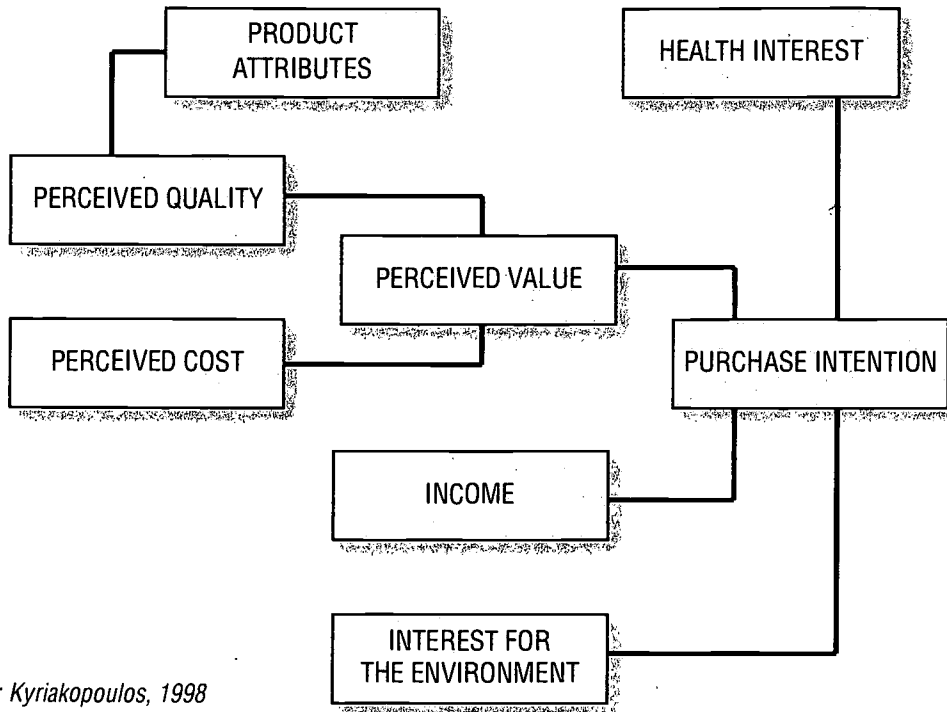 PRODUCT
ATTRIBUTES
HEALTH INTEREST
PERCEIVED QUALITY
PERCEIVED VALUE
PERCEIVED COST
PURCHASE INTENTION
INCOME
INTEREST FOR
THE ENVIRONMENT
: Kyriakopoulos, 1998